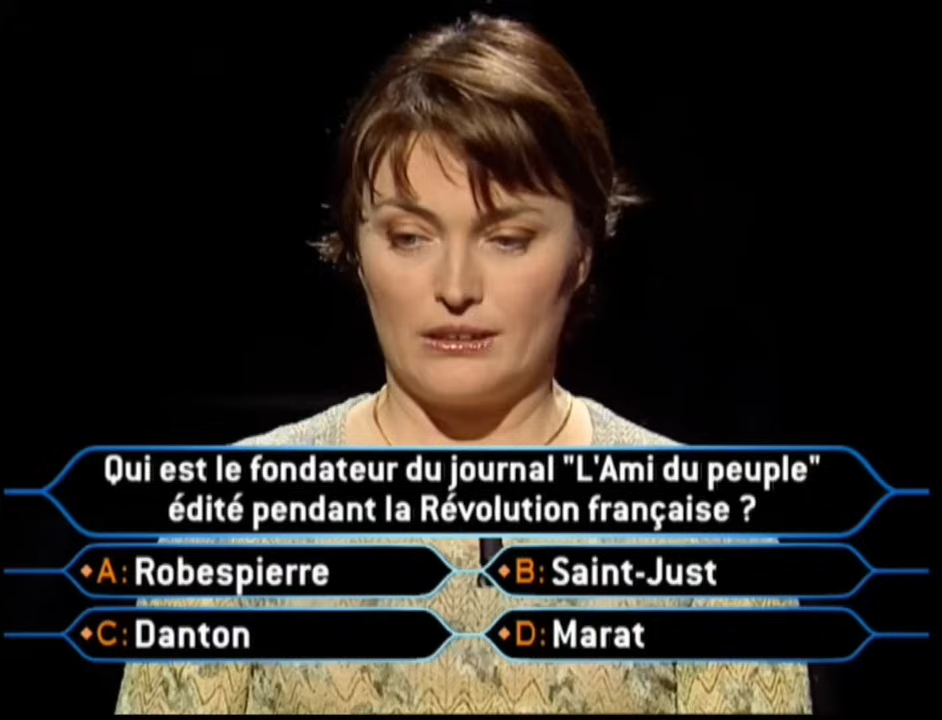 Qui est le fondateur du journal "L'Ami du peuple"
édité pendant la Révolution française ?
A: Robespierre
B: Saint-Just
C: Danton
D: Marat